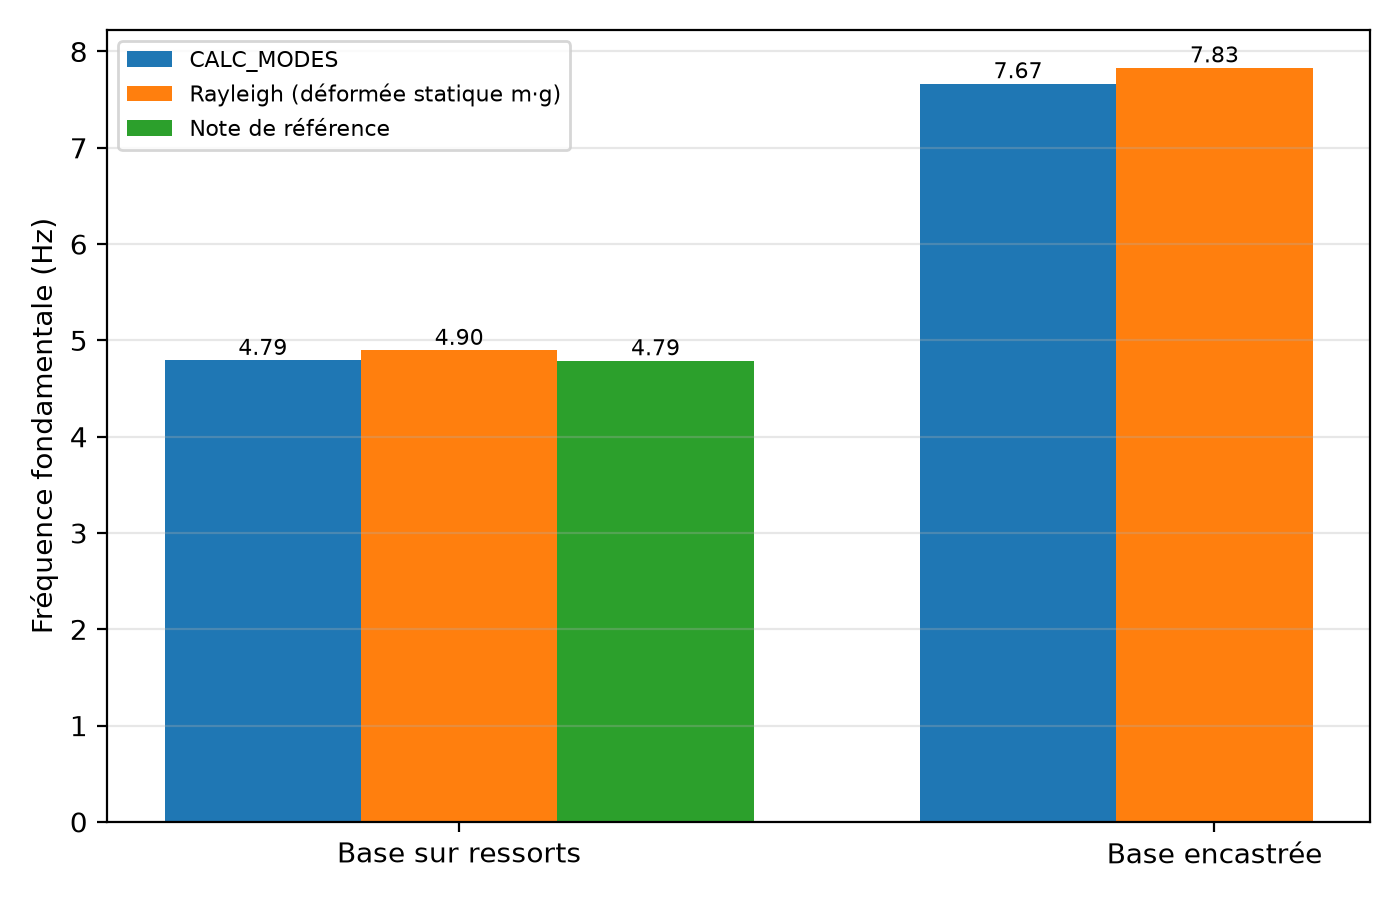 CALC_MODES
Rayleigh (déformée statique m·g)
Note de référence
Fréquence fondamentale (Hz)
8
7
6
5
4
3
2
1
0
4.79
4.90
4.79
7.67
7.83
Base sur ressorts
Base encastrée